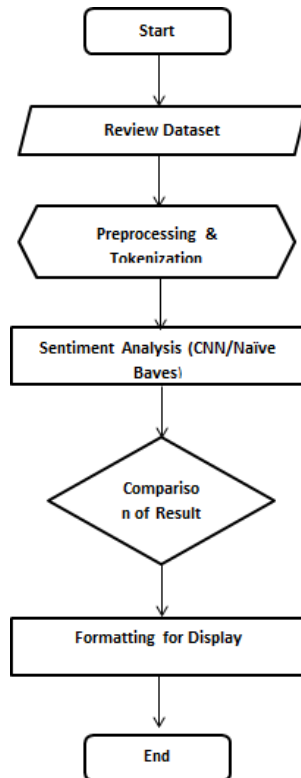 Start
Review Dataset
Preprocessing &
Tokenization
Sentiment Analysis (CNN/Naïve
Bayes)
Compariso
n of Result
Formatting for Display
End